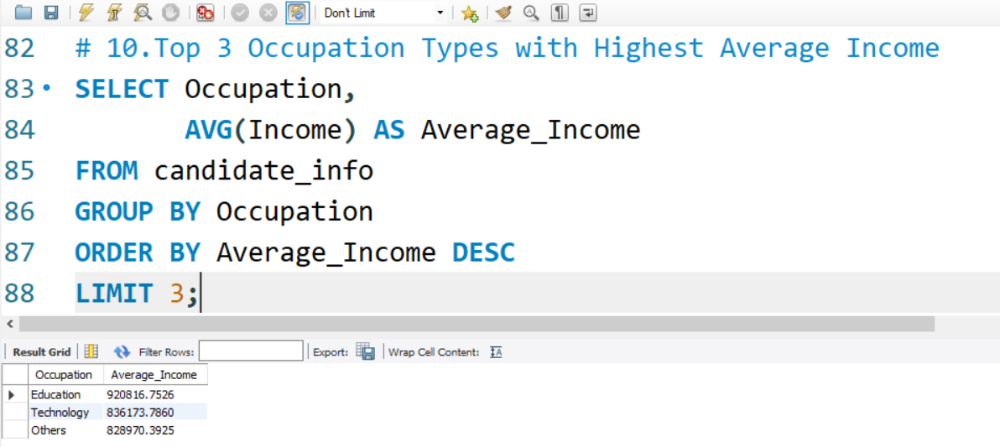 Don't Limit
82 # 10.Top 3 Occupation Types with Highest Average Income
83 SELECT Occupation,
84 AVG(Income) AS Average_Income
85 FROM candidate_info
86 GROUP BY Occupation
87 ORDER BY Average_Income DESC
88 LIMIT 3;
Result Grid Filter Rows: Export: Wrap Cell Content:
Occupation Average_Income
Education 920816.7526
Technology 836173.7860
Others 828970.3925